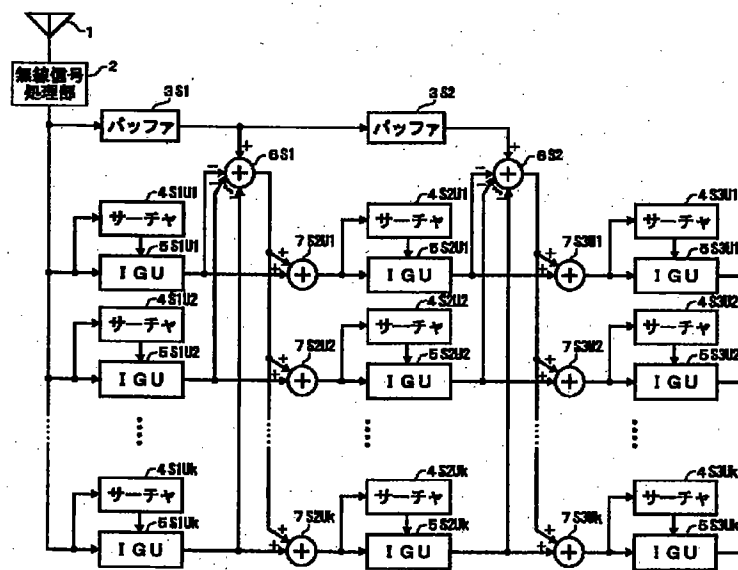 1
無線信号
処理部
2
3S1
バッファ
3S2
バッファ
+
6S1
+
6S2
4S1U1
サーチャ
5S1U1
IGU
7S2U1
4S2U1
サーチャ
5S2U1
IGU
7S3U1
4S3U1
サーチャ
5S3U1
IGU
4S1U2
サーチャ
5S1U2
IGU
7S2U2
4S2U2
サーチャ
5S2U2
IGU
7S3U2
4S3U2
サーチャ
5S3U2
IGU
4S1Uk
サーチャ
5S1Uk
IGU
7S2Uk
4S2Uk
サーチャ
5S2Uk
IGU
7S3Uk
4S3Uk
サーチャ
5S3Uk
IGU